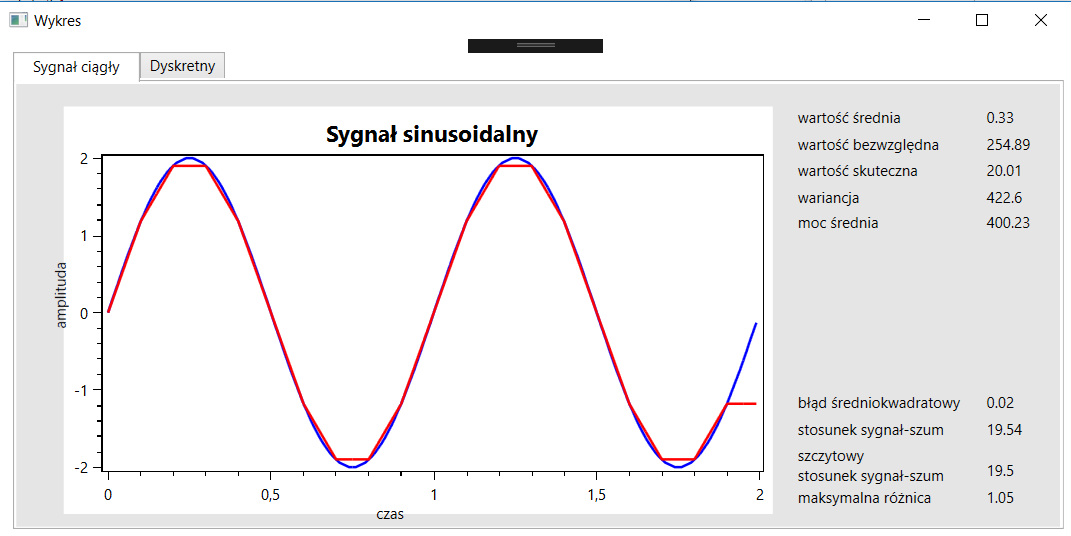 Wykres
Sygnał ciągły
Dyskretny
Sygnał sinusoidalny
2
1
0
-1
-2
amplituda
0
0,5
1
1,5
2
czas
wartość średnia 0.33
wartość bezwzględna 254.89
wartość skuteczna 20.01
wariancja 422.6
moc średnia 400.23
błąd średniokwadratowy 0.02
stosunek sygnał-szum 19.54
szczytowy
stosunek sygnał-szum 19.5
maksymalna różnica 1.05